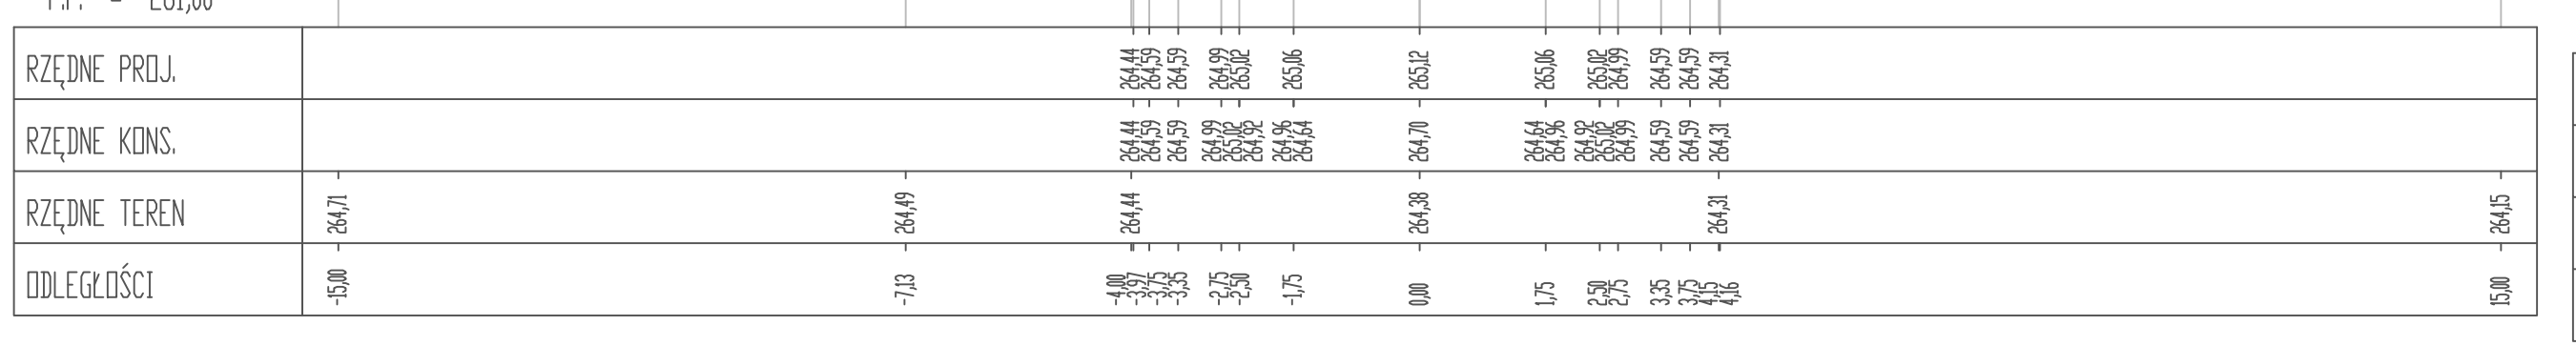 RZĘDNE PROJ. 264,44 264,59 264,59 264,99 265,02 265,06 265,12 265,06 265,02 264,99 264,59 264,59 264,31
RZĘDNE KONS. 264,44 264,59 264,59 264,99 265,02 264,92 264,96 264,64 264,70 264,64 264,96 264,92 265,02 264,99 264,59 264,59 264,31
RZĘDNE TEREN 264,71 264,49 264,44 264,38 264,31 264,15
ODLEGŁOŚCI -15,00 -7,13 -4,00 -3,97 -3,75 -3,35 -2,75 -2,50 -1,75 0,00 1,75 2,50 2,75 3,35 3,75 4,15 4,16 15,00